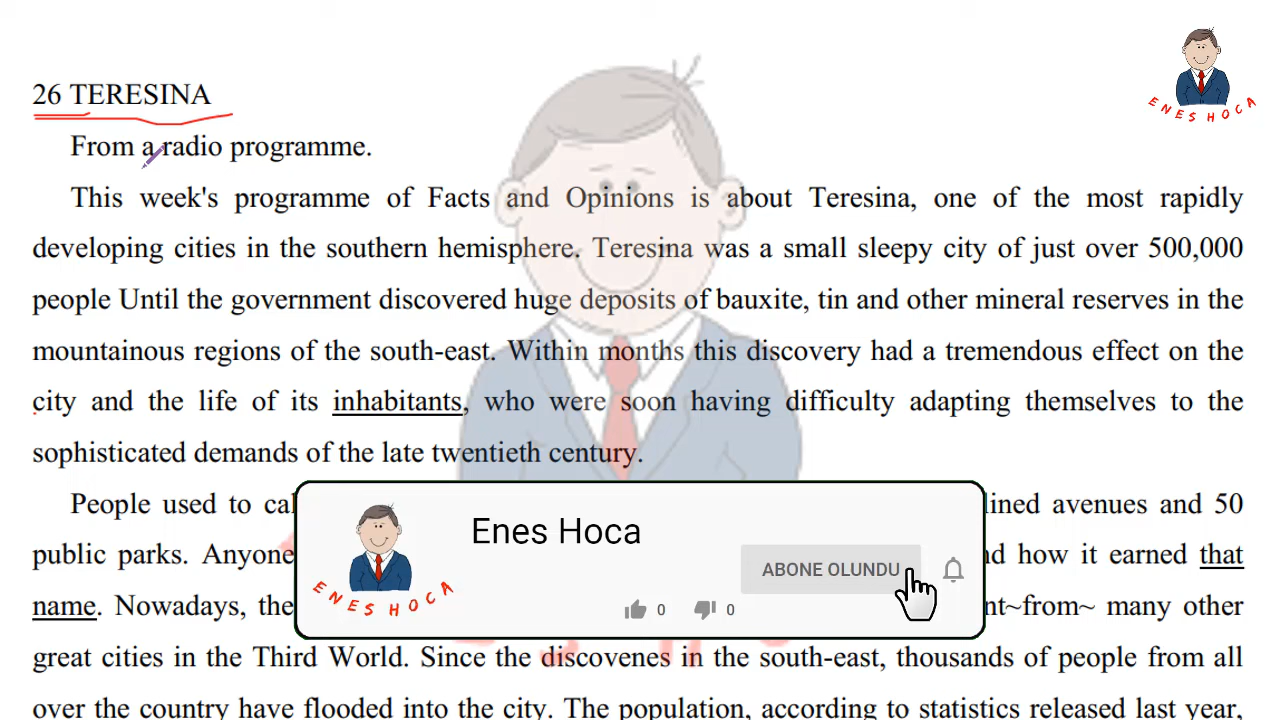 26 TERESINA
ENES HOCA
From a radio programme.
This week's programme of Facts and Opinions is about Teresina, one of the most rapidly
developing cities in the southern hemisphere. Teresina was a small sleepy city of just over 500,000
people Until the government discovered huge deposits of bauxite, tin and other mineral reserves in the
mountainous regions of the south-east. Within months this discovery had a tremendous effect on the
city and the life of its inhabitants, who were soon having difficulty adapting themselves to the
sophisticated demands of the late twentieth century.
People used to lined avenues and 50
public parks. Anyone how it earned that
name. Nowadays, many other
great cities in the Third World. Since the discovenes in the south-east, thousands of people from all
over the country have flooded into the city. The population, according to statistics released last year,
Enes Hoca
ABONE OLUNDU
0 0
ENES HOCA